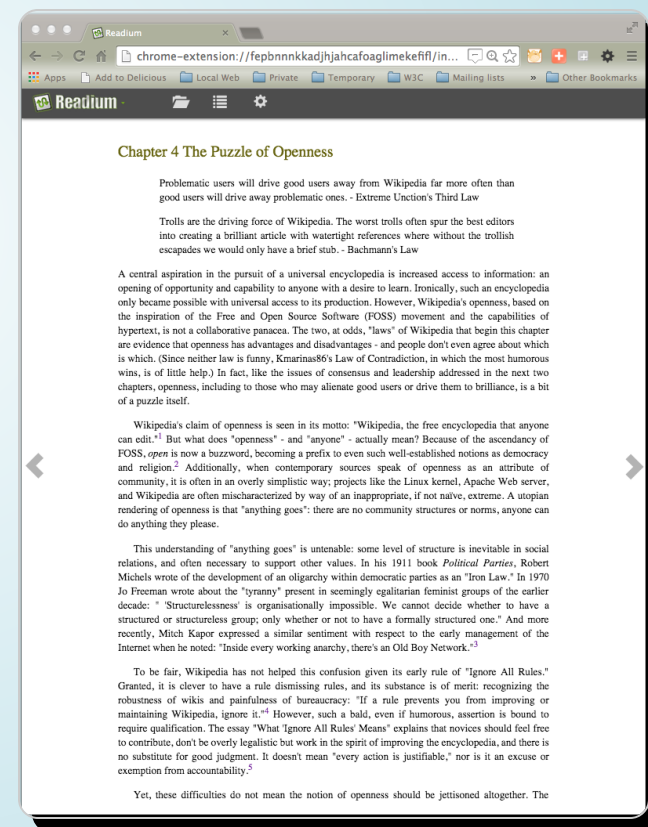 Readium
chrome-extension://fepbnnnkkadjhjahcafoaglimekefifl/in...
Apps Add to Delicious Local Web Private Temporary W3C Mailing lists » Other Bookmarks
Readium
Chapter 4 The Puzzle of Openness
Problematic users will drive good users away from Wikipedia far more often than
good users will drive away problematic ones. - Extreme Unction's Third Law
Trolls are the driving force of Wikipedia. The worst trolls often spur the best editors
into creating a brilliant article with watertight references where without the trollish
escapades we would only have a brief stub. - Bachmann's Law
A central aspiration in the pursuit of a universal encyclopedia is increased access to information: an
opening of opportunity and capability to anyone with a desire to learn. Ironically, such an encyclopedia
only became possible with universal access to its production. However, Wikipedia's openness, based on
the inspiration of the Free and Open Source Software (FOSS) movement and the capabilities of
hypertext, is not a collaborative panacea. The two, at odds, "laws" of Wikipedia that begin this chapter
are evidence that openness has advantages and disadvantages - and people don't even agree about which
is which. (Since neither law is funny, Kmarinas86's Law of Contradiction, in which the most humorous
wins, is of little help.) In fact, like the issues of consensus and leadership addressed in the next two
chapters, openness, including to those who may alienate good users or drive them to brilliance, is a bit
of a puzzle itself.
Wikipedia's claim of openness is seen in its motto: "Wikipedia, the free encyclopedia that anyone
can edit."1 But what does "openness" - and "anyone" - actually mean? Because of the ascendancy of
FOSS, open is now a buzzword, becoming a prefix to even such well-established notions as democracy
and religion.2 Additionally, when contemporary sources speak of openness as an attribute of
community, it is often in an overly simplistic way; projects like the Linux kernel, Apache Web server,
and Wikipedia are often mischaracterized by way of an inappropriate, if not naïve, extreme. A utopian
rendering of openness is that "anything goes": there are no community structures or norms, anyone can
do anything they please.
This understanding of "anything goes" is untenable: some level of structure is inevitable in social
relations, and often necessary to support other values. In his 1911 book Political Parties, Robert
Michels wrote of the development of an oligarchy within democratic parties as an "Iron Law." In 1970
Jo Freeman wrote about the "tyranny" present in seemingly egalitarian feminist groups of the earlier
decade: " 'Structurelessness' is organisationally impossible. We cannot decide whether to have a
structured or structureless group; only whether or not to have a formally structured one." And more
recently, Mitch Kapor expressed a similar sentiment with respect to the early management of the
Internet when he noted: "Inside every working anarchy, there's an Old Boy Network."3
To be fair, Wikipedia has not helped this confusion given its early rule of "Ignore All Rules."
Granted, it is clever to have a rule dismissing rules, and its substance is of merit: recognizing the
robustness of wikis and painfulness of bureaucracy: "If a rule prevents you from improving or
maintaining Wikipedia, ignore it."4 However, such a bald, even if humorous, assertion is bound to
require qualification. The essay "What 'Ignore All Rules' Means" explains that novices should feel free
to contribute, don't be overly legalistic but work in the spirit of improving the encyclopedia, and there is
no substitute for good judgment. It doesn't mean "every action is justifiable," nor is it an excuse or
exemption from accountability.5
Yet, these difficulties do not mean the notion of openness should be jettisoned altogether. The